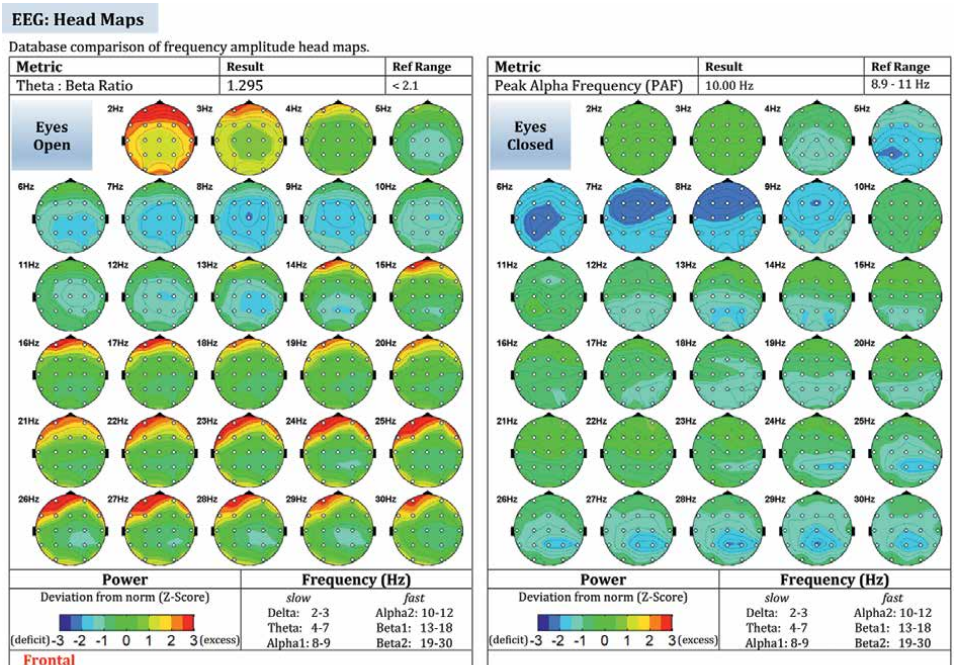 EEG: Head Maps
Database comparison of frequency amplitude head maps.
Metric Result Ref Range
Theta : Beta Ratio 1.295 < 2.1
Eyes Open
2Hz 3Hz 4Hz 5Hz
6Hz 7Hz 8Hz 9Hz 10Hz
11Hz 12Hz 13Hz 14Hz 15Hz
16Hz 17Hz 18Hz 19Hz 20Hz
21Hz 22Hz 23Hz 24Hz 25Hz
26Hz 27Hz 28Hz 29Hz 30Hz
Power Frequency (Hz)
Deviation from norm (Z-Score) slow fast
Delta: 2-3 Alpha2: 10-12
Theta: 4-7 Beta1: 13-18
(deficit) -3 -2 -1 0 1 2 3 (excess) Alpha1: 8-9 Beta2: 19-30
Frontal
Metric Result Ref Range
Peak Alpha Frequency (PAF) 10.00 Hz 8.9 - 11 Hz
Eyes Closed
2Hz 3Hz 4Hz 5Hz
6Hz 7Hz 8Hz 9Hz 10Hz
11Hz 12Hz 13Hz 14Hz 15Hz
16Hz 17Hz 18Hz 19Hz 20Hz
21Hz 22Hz 23Hz 24Hz 25Hz
26Hz 27Hz 28Hz 29Hz 30Hz
Power Frequency (Hz)
Deviation from norm (Z-Score) slow fast
Delta: 2-3 Alpha2: 10-12
Theta: 4-7 Beta1: 13-18
(deficit) -3 -2 -1 0 1 2 3 (excess) Alpha1: 8-9 Beta2: 19-30